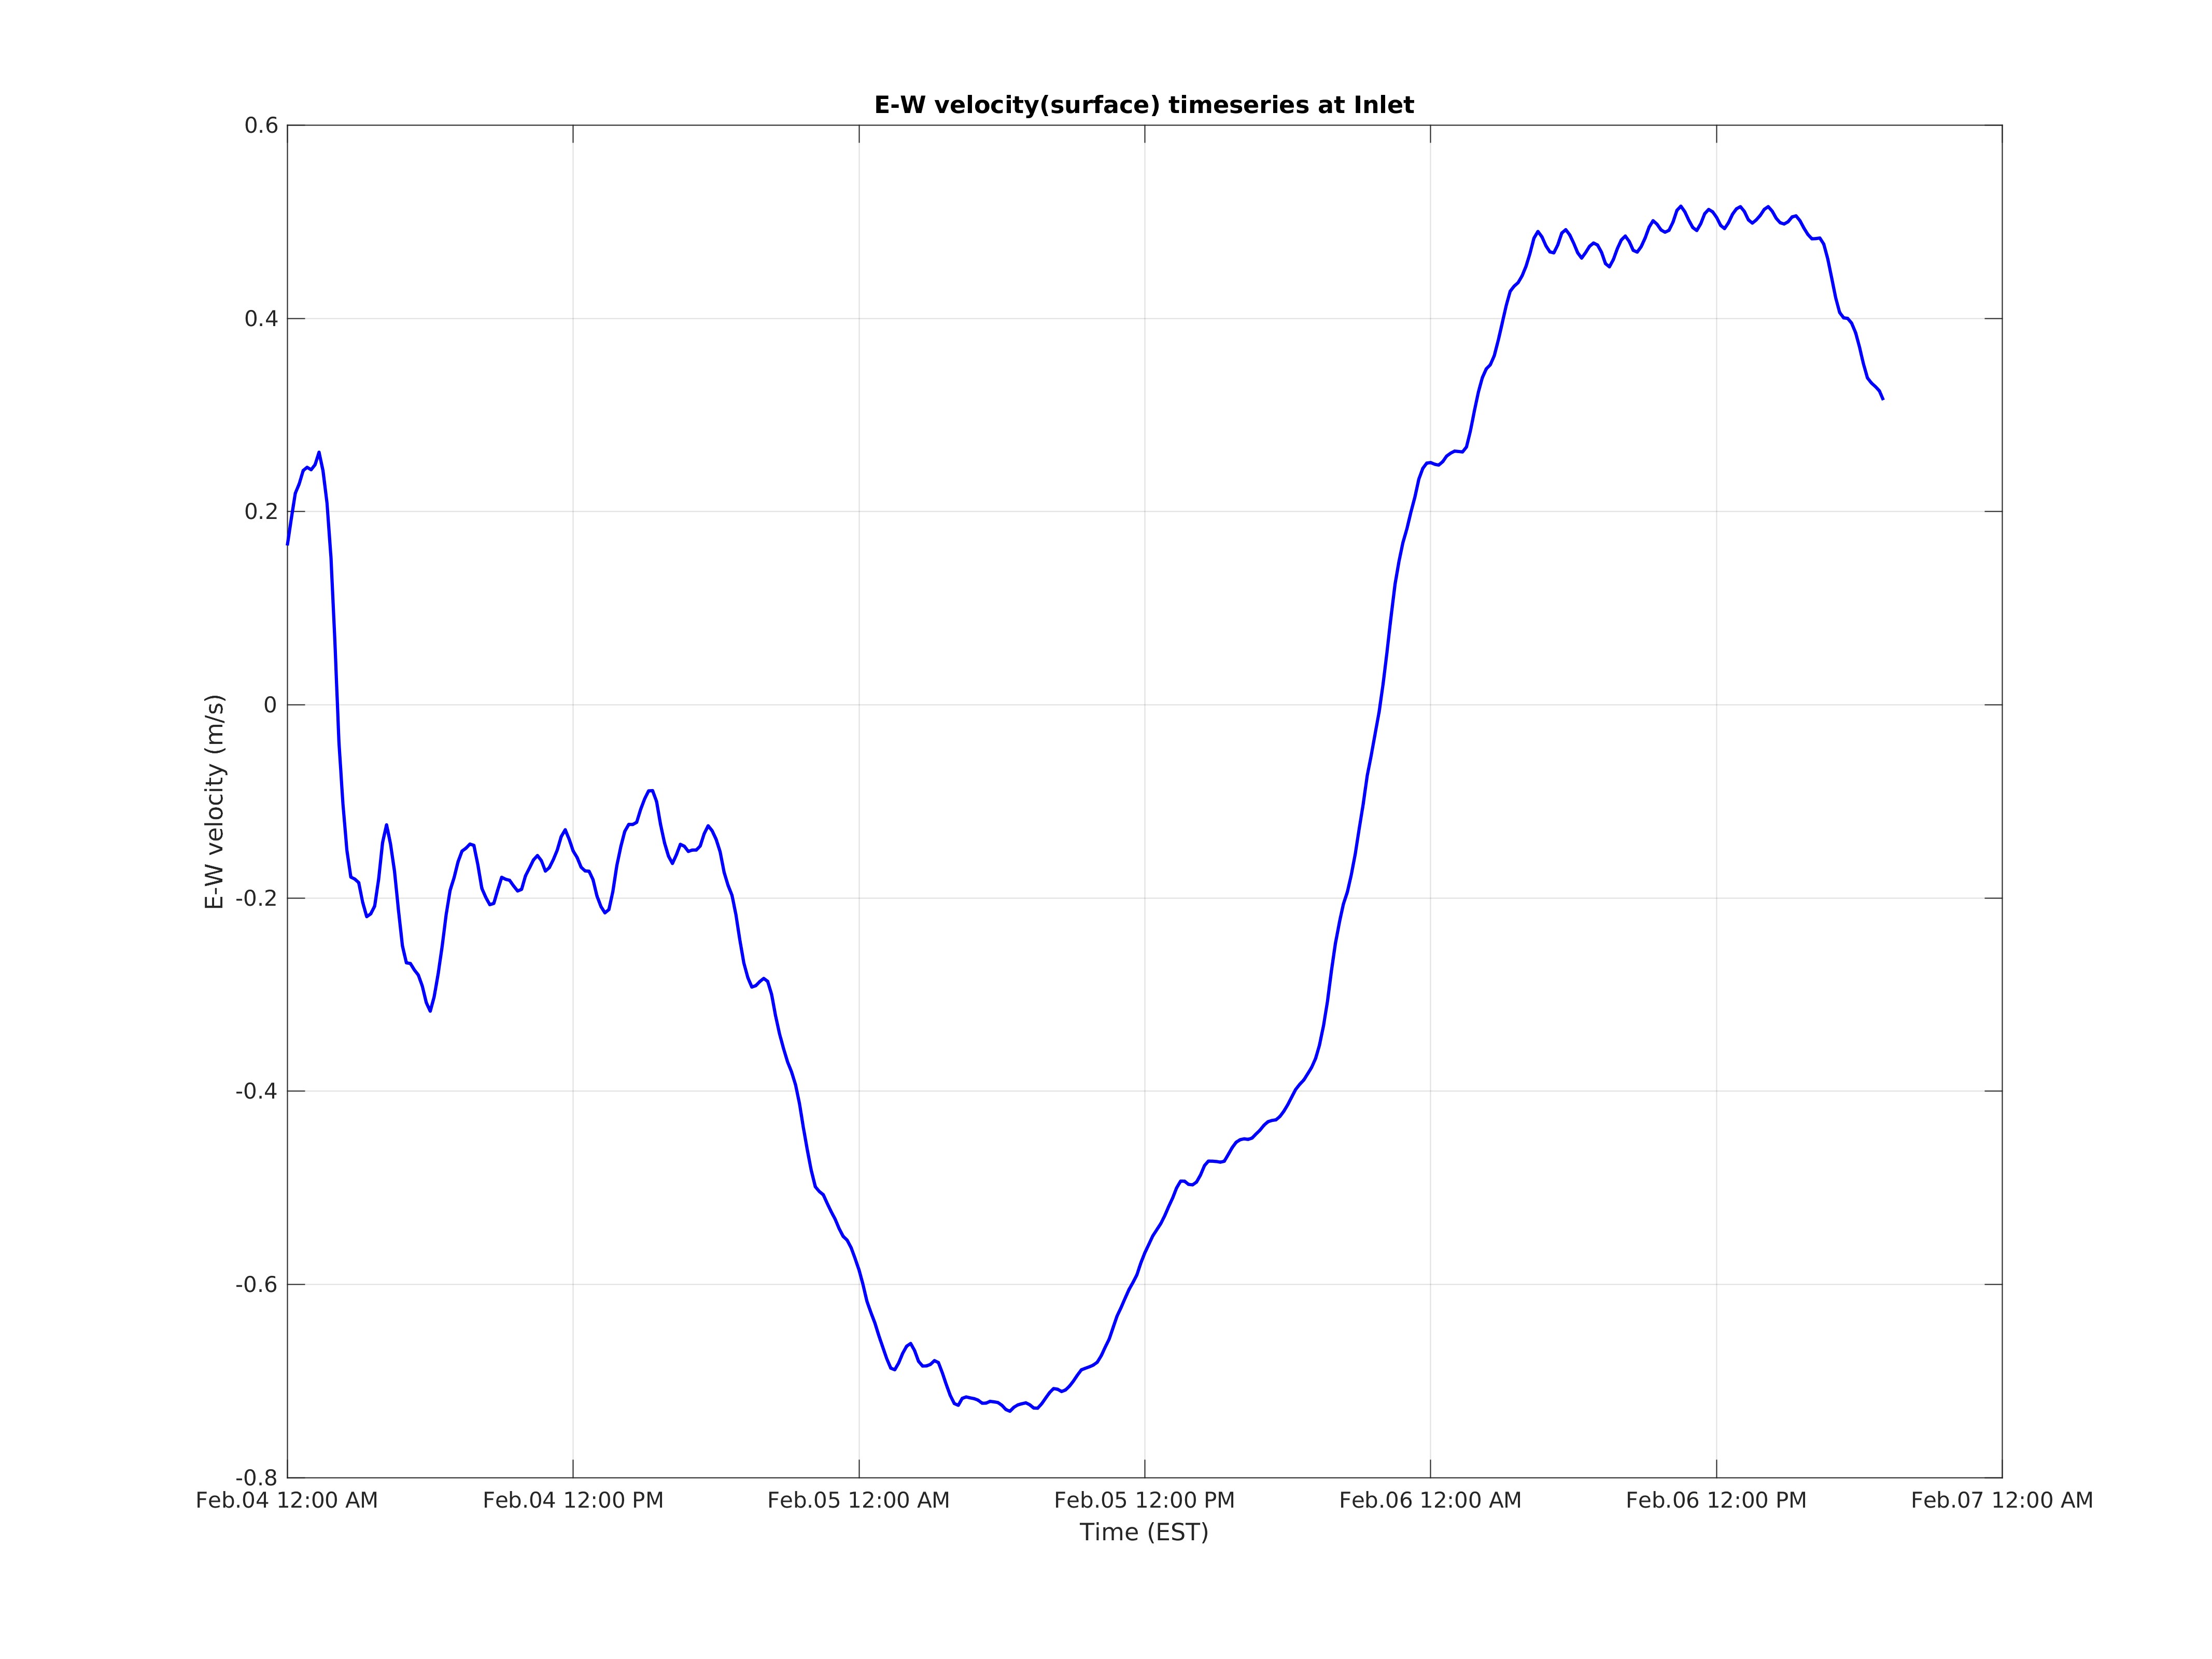 E-W velocity(surface) timeseries at Inlet
0.6
0.4
0.2
0
-0.2
-0.4
-0.6
-0.8
E-W velocity (m/s)
Feb.04 12:00 AM Feb.04 12:00 PM Feb.05 12:00 AM Feb.05 12:00 PM Feb.06 12:00 AM Feb.06 12:00 PM Feb.07 12:00 AM
Time (EST)